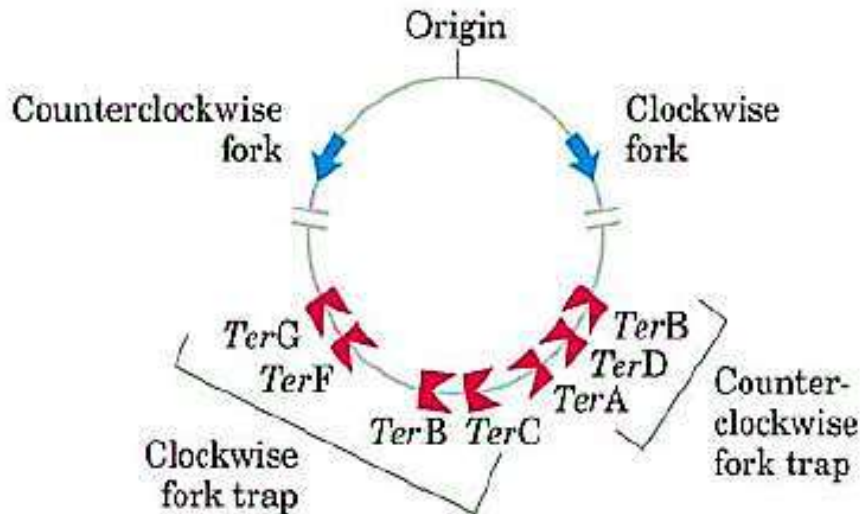 Origin
Counterclockwise
fork
Clockwise
fork
TerG
TerF
TerB
TerC
TerA
TerD
TerB
Clockwise
fork trap
Counter-
clockwise
fork trap